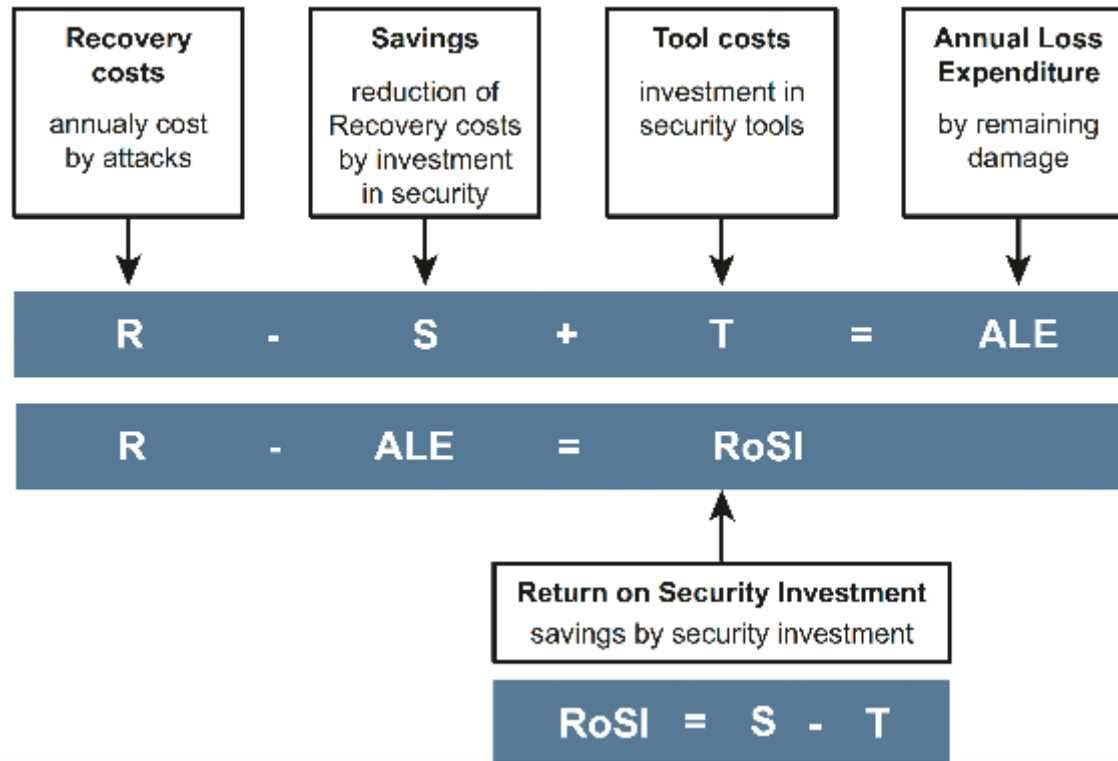 Recovery
costs
annualy cost
by attacks
Savings
reduction of
Recovery costs
by investment
in security
Tool costs
investment in
security tools
Annual Loss
Expenditure
by remaining
damage
R - S + T = ALE
R - ALE = RoSI
Return on Security Investment
savings by security investment
RoSI = S - T